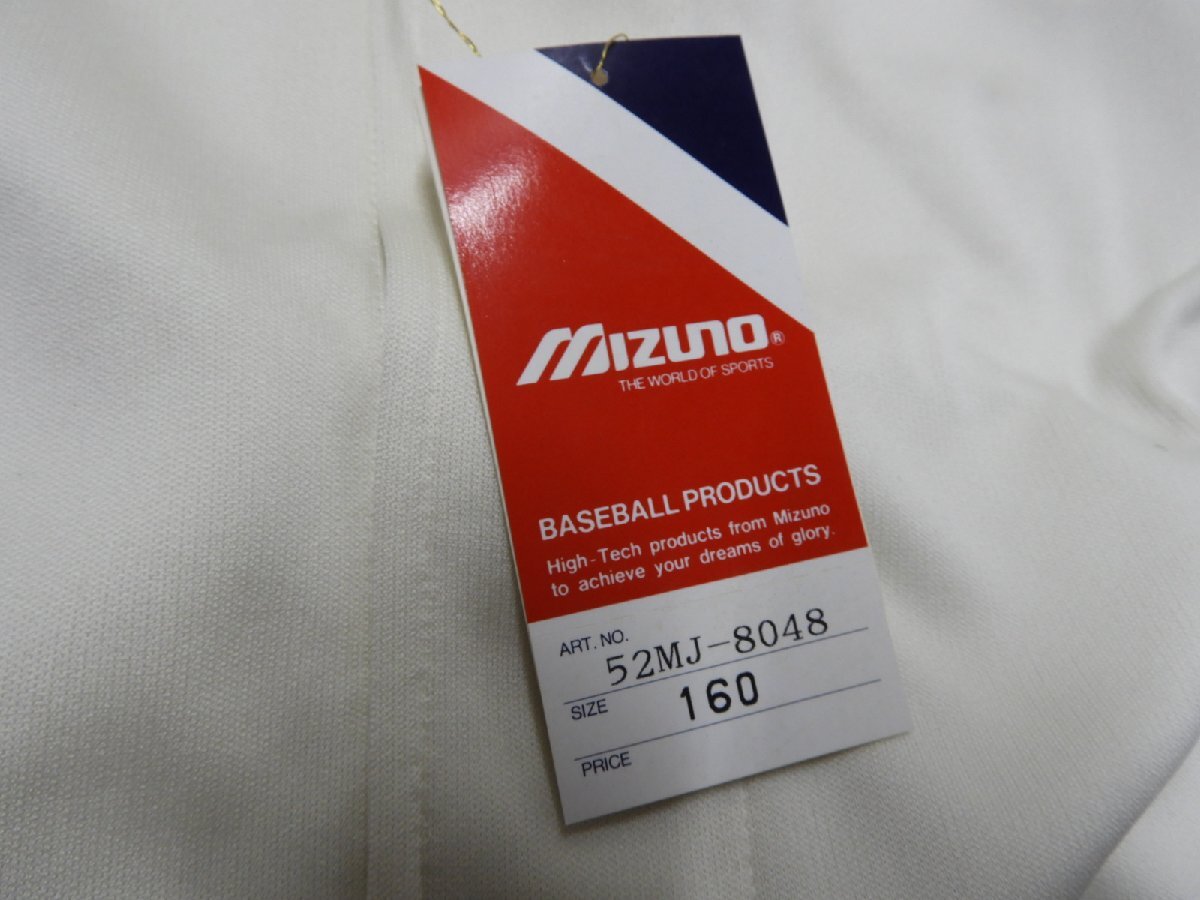 MIZUNO®
THE WORLD OF SPORTS
BASEBALL PRODUCTS
High-Tech products from Mizuno
to achieve your dreams of glory.
ART. NO. 52MJ-8048
SIZE 160
PRICE